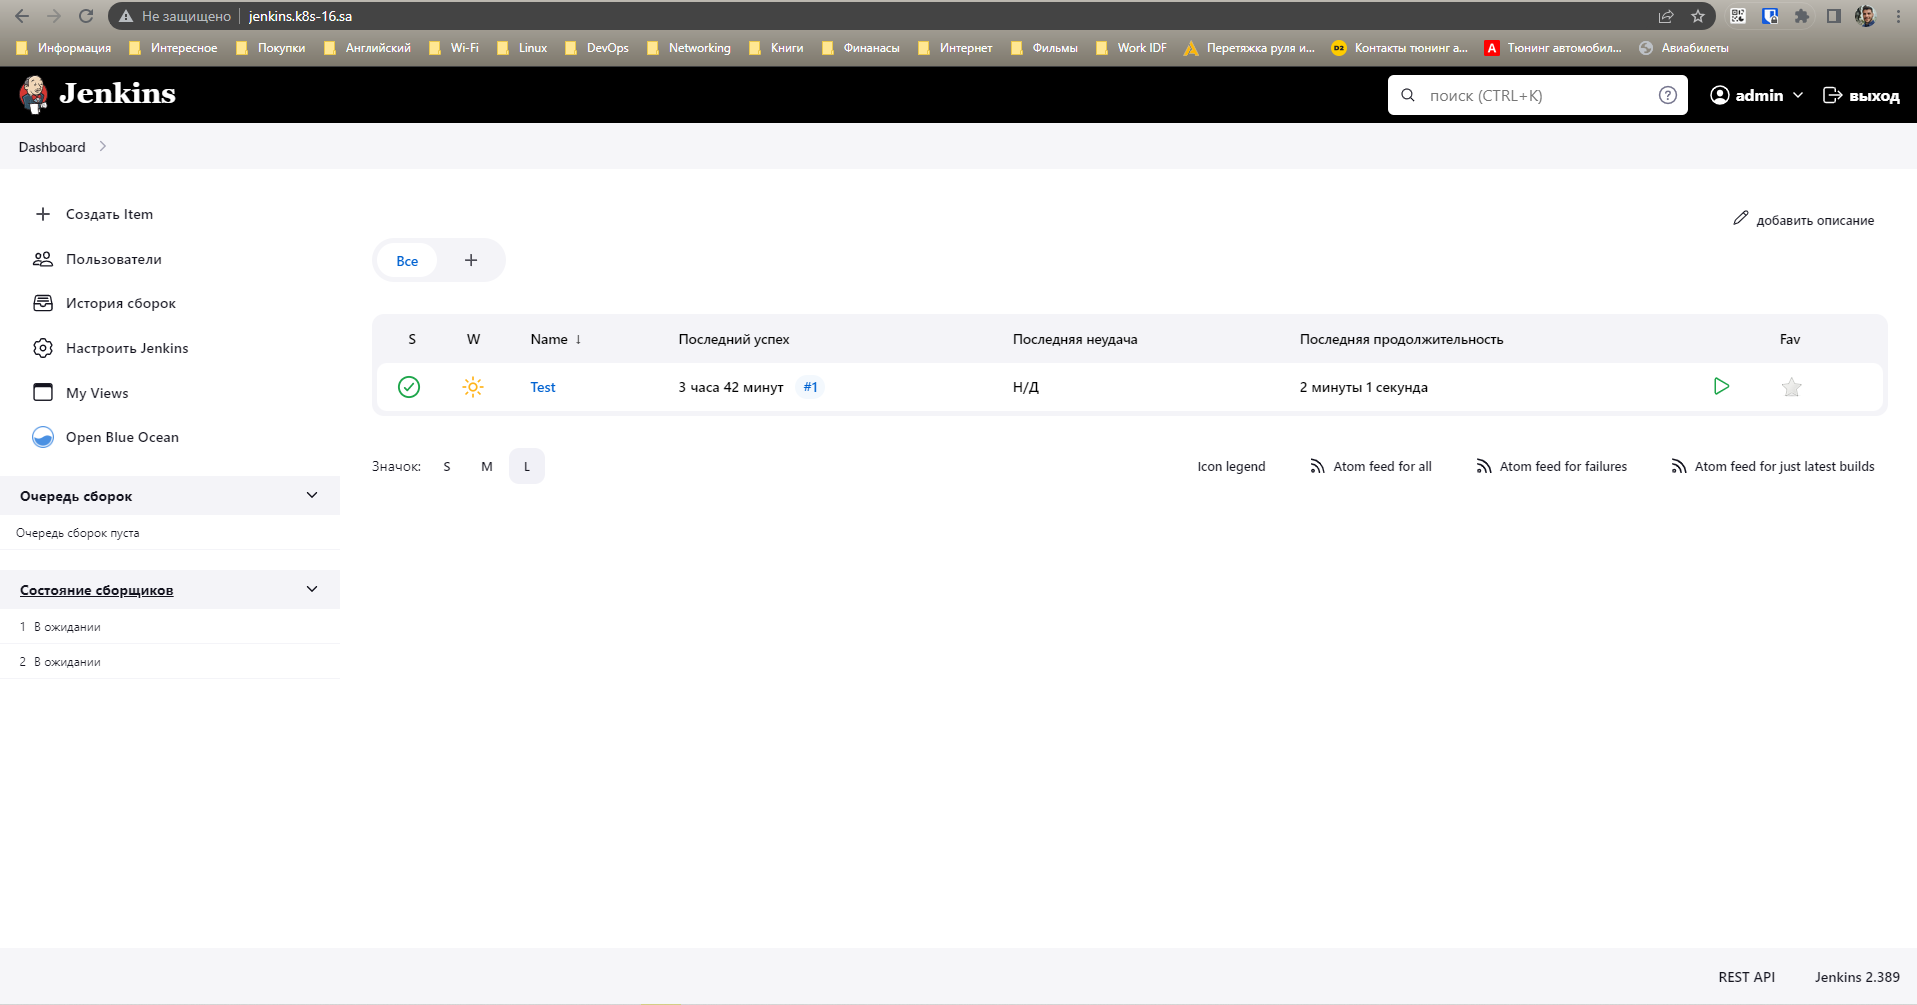 Не защищено jenkins.k8s-16.sa
Информация Интересное Покупки Английский Wi-Fi Linux DevOps Networking Книги Финанасы Интернет Фильмы Work IDF Перетяжка руля и... Контакты тюнинг а... Тюнинг автомобил... Авиабилеты
Jenkins поиск (CTRL+K) admin выход
Dashboard
Создать Item
Пользователи
История сборок
Настроить Jenkins
My Views
Open Blue Ocean
Очередь сборок
Очередь сборок пуста
Состояние сборщиков
1 В ожидании
2 В ожидании
добавить описание
Все +
S W Name ↓ Последний успех Последняя неудача Последняя продолжительность Fav
Test 3 часа 42 минут #1 Н/Д 2 минуты 1 секунда
Значок: S M L Icon legend Atom feed for all Atom feed for failures Atom feed for just latest builds
REST API Jenkins 2.389